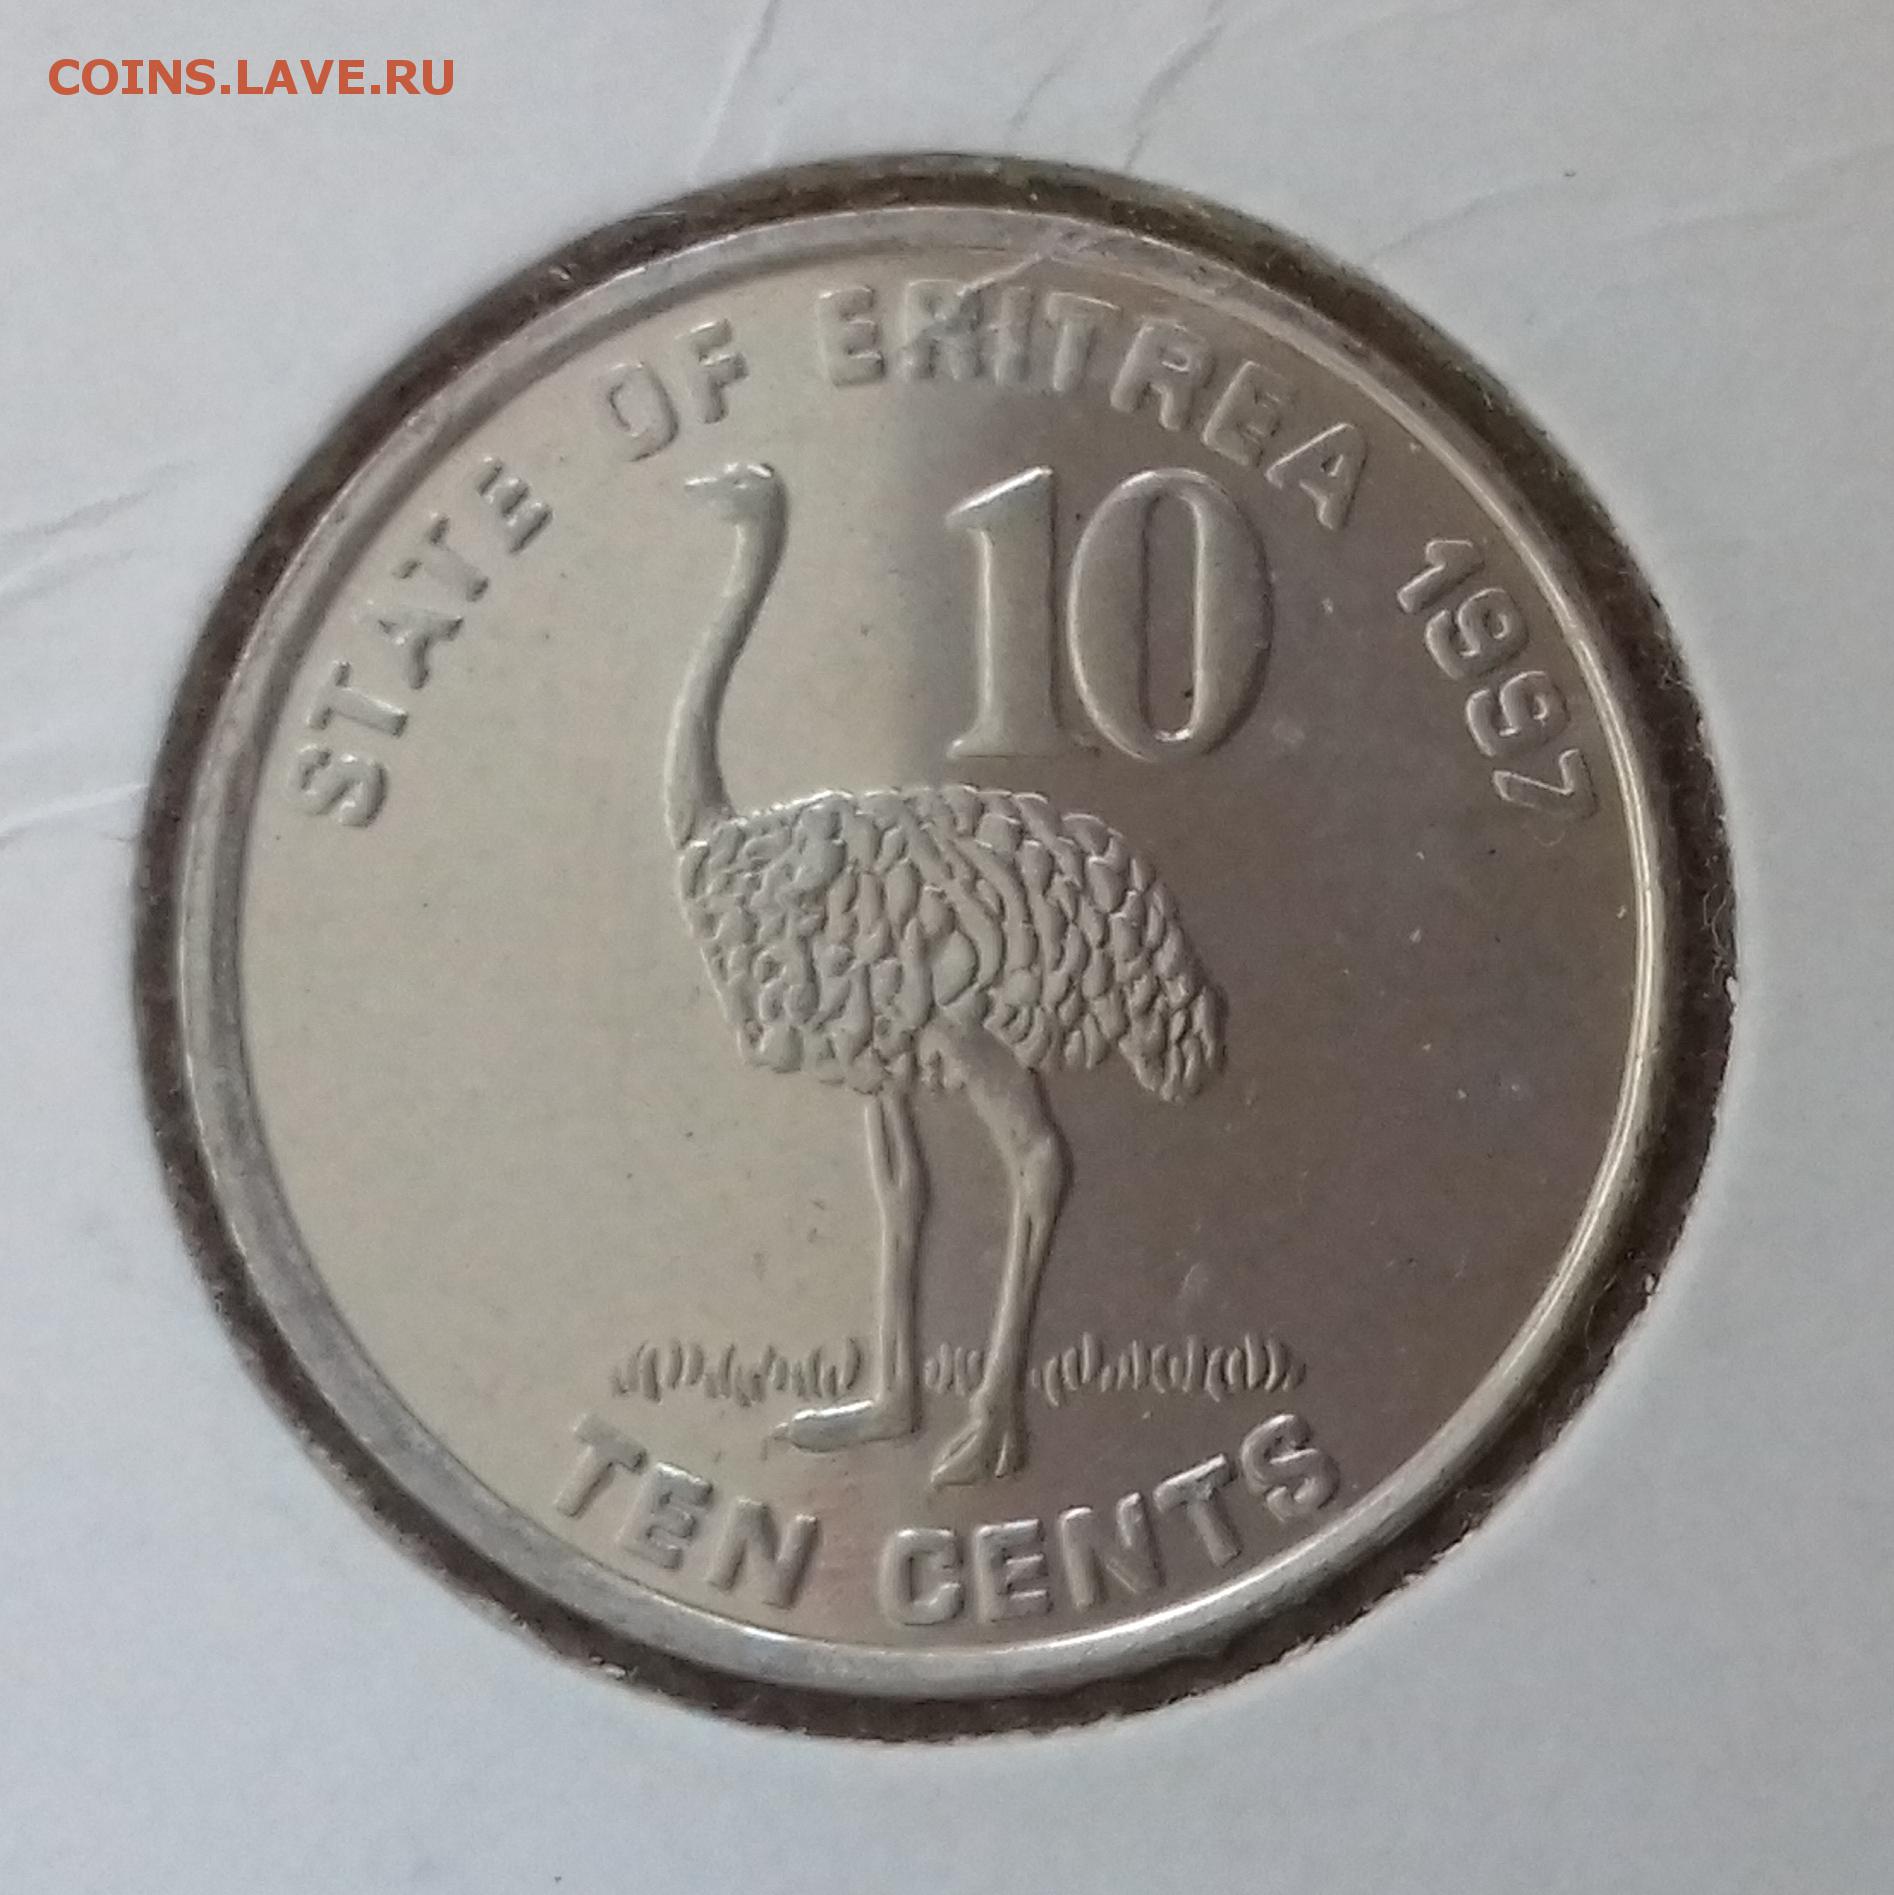 COINS.LAVE.RU
STATE OF ERITREA 1997
10
TEN CENTS